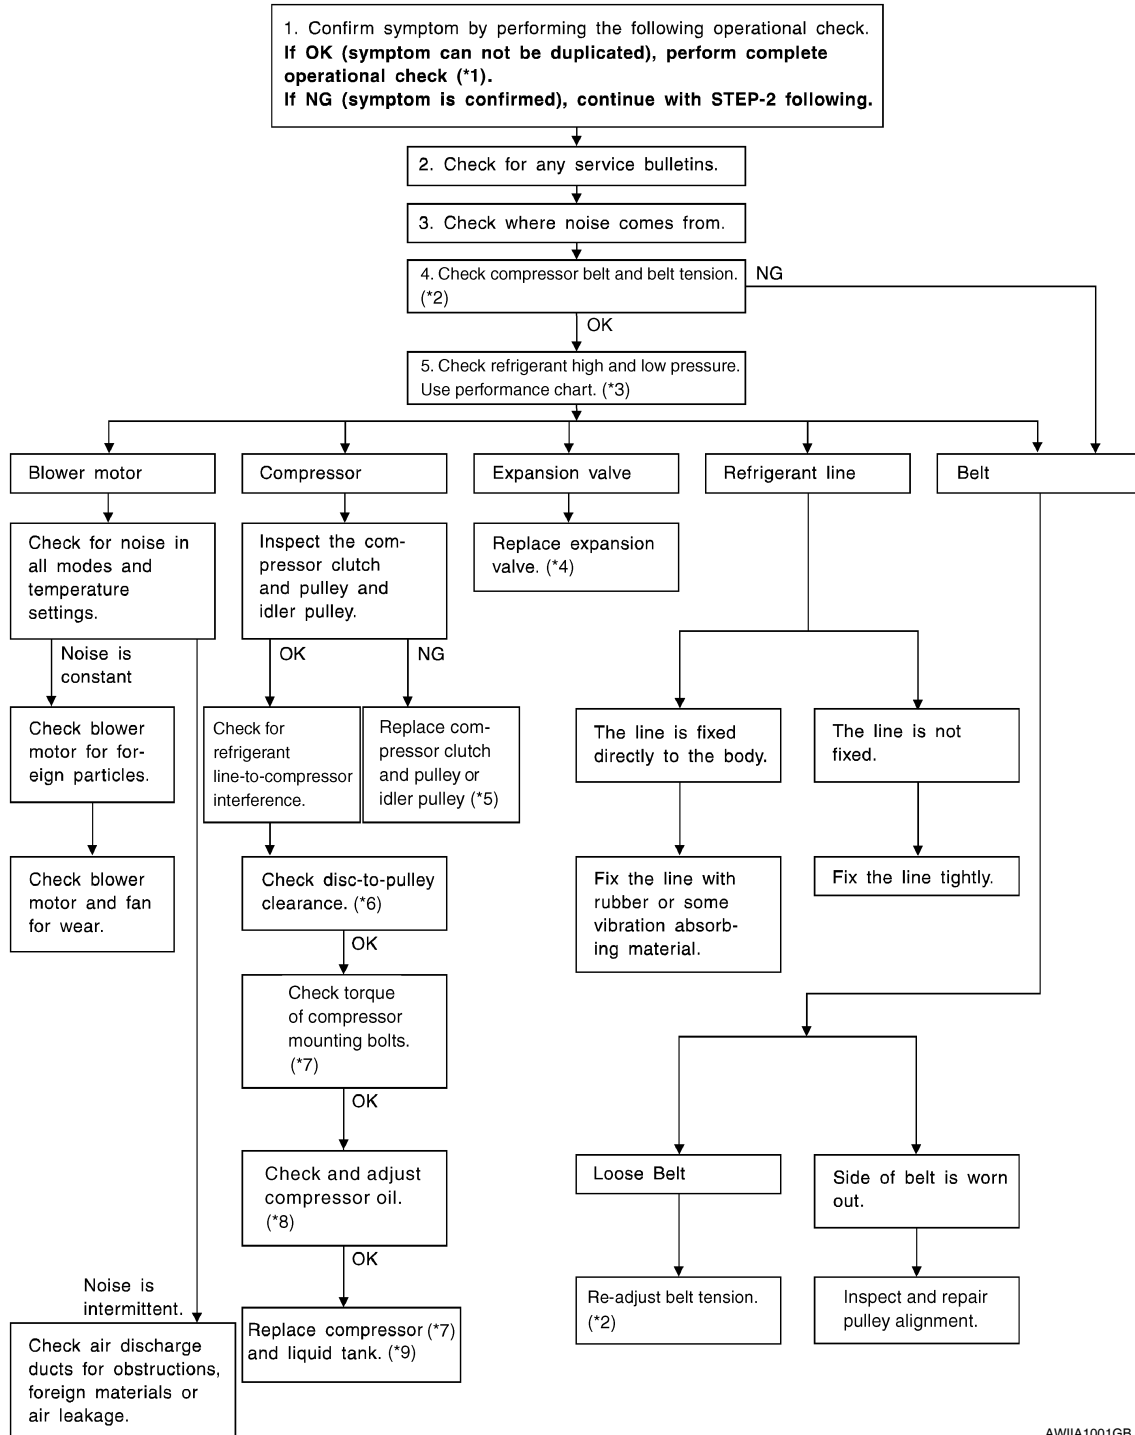 1. Confirm symptom by performing the following operational check.
If OK (symptom can not be duplicated), perform complete
operational check (*1).
If NG (symptom is confirmed), continue with STEP-2 following.
2. Check for any service bulletins.
3. Check where noise comes from.
4. Check compressor belt and belt tension.
(*2)
NG
OK
5. Check refrigerant high and low pressure.
Use performance chart. (*3)
Blower motor
Compressor
Expansion valve
Refrigerant line
Belt
Check for noise in
all modes and
temperature
settings.
Inspect the com-
pressor clutch
and pulley and
idler pulley.
Replace expansion
valve. (*4)
Noise is
constant
OK
NG
Check blower
motor for for-
eign particles.
Check for
refrigerant
line-to-compressor
interference.
Replace com-
pressor clutch
and pulley or
idler pulley (*5)
The line is fixed
directly to the body.
The line is not
fixed.
Check blower
motor and fan
for wear.
Check disc-to-pulley
clearance. (*6)
Fix the line with
rubber or some
vibration absorb-
ing material.
Fix the line tightly.
OK
Check torque
of compressor
mounting bolts.
(*7)
OK
Check and adjust
compressor oil.
(*8)
Loose Belt
Side of belt is worn
out.
OK
Noise is
intermittent.
Re-adjust belt tension.
(*2)
Inspect and repair
pulley alignment.
Replace compressor (*7)
and liquid tank. (*9)
Check air discharge
ducts for obstructions,
foreign materials or
air leakage.
AWIIA1001GB